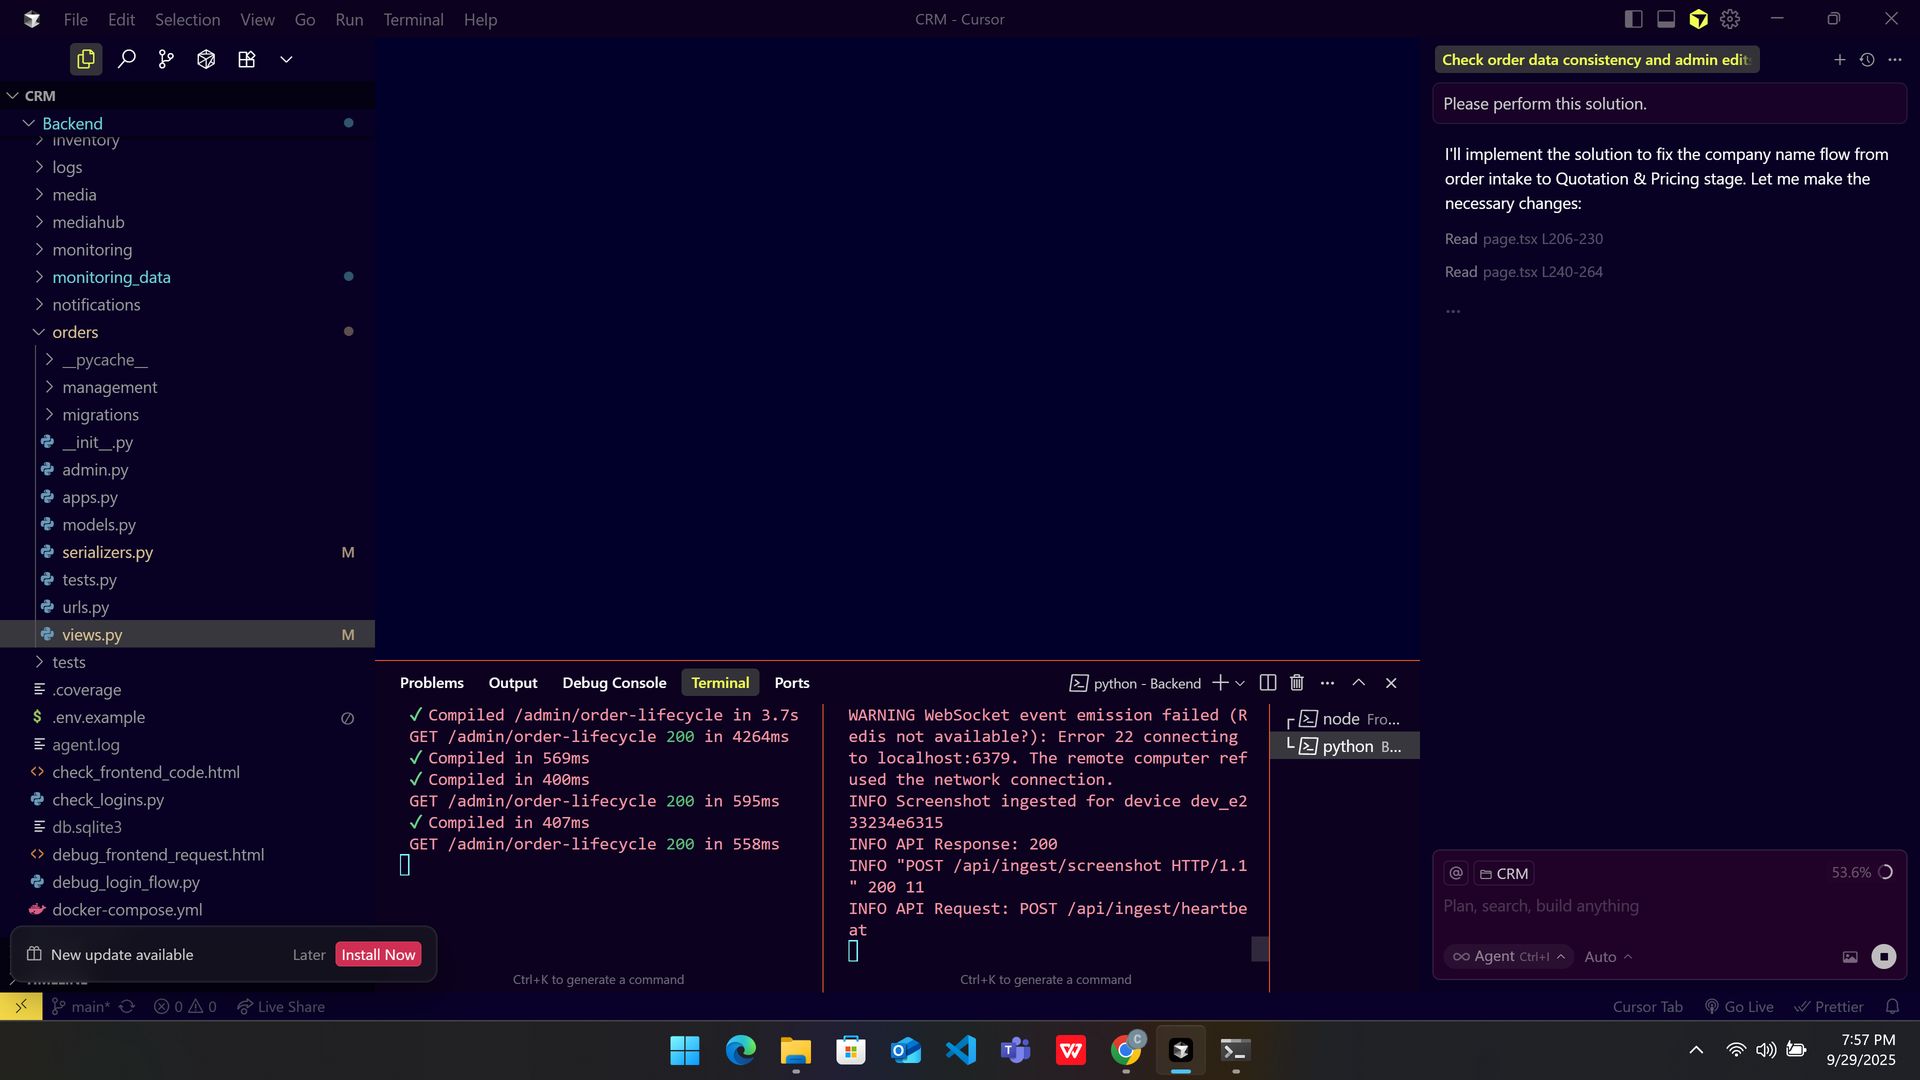 File Edit Selection View Go Run Terminal Help
CRM - Cursor
CRM
Backend
inventory
logs
media
mediahub
monitoring
monitoring_data
notifications
orders
__pycache__
management
migrations
__init__.py
admin.py
apps.py
models.py
serializers.py M
tests.py
urls.py
views.py M
tests
.coverage
.env.example
agent.log
check_frontend_code.html
check_logins.py
db.sqlite3
debug_frontend_request.html
debug_login_flow.py
docker-compose.yml
New update available Later Install Now
TIMELINE
Problems Output Debug Console Terminal Ports
python - Backend
✓ Compiled /admin/order-lifecycle in 3.7s
GET /admin/order-lifecycle 200 in 4264ms
✓ Compiled in 569ms
✓ Compiled in 400ms
GET /admin/order-lifecycle 200 in 595ms
✓ Compiled in 407ms
GET /admin/order-lifecycle 200 in 558ms
Ctrl+K to generate a command
WARNING WebSocket event emission failed (R
edis not available?): Error 22 connecting
to localhost:6379. The remote computer ref
used the network connection.
INFO Screenshot ingested for device dev_e2
33234e6315
INFO API Response: 200
INFO "POST /api/ingest/screenshot HTTP/1.1
" 200 11
INFO API Request: POST /api/ingest/heartbe
at
Ctrl+K to generate a command
node Fro...
python B...
Check order data consistency and admin edit
Please perform this solution.
I'll implement the solution to fix the company name flow from
order intake to Quotation & Pricing stage. Let me make the
necessary changes:
Read page.tsx L206-230
Read page.tsx L240-264
...
@ CRM 53.6%
Plan, search, build anything
Agent Ctrl+I Auto
main* 0 0 Live Share
Cursor Tab Go Live Prettier
7:57 PM
9/29/2025